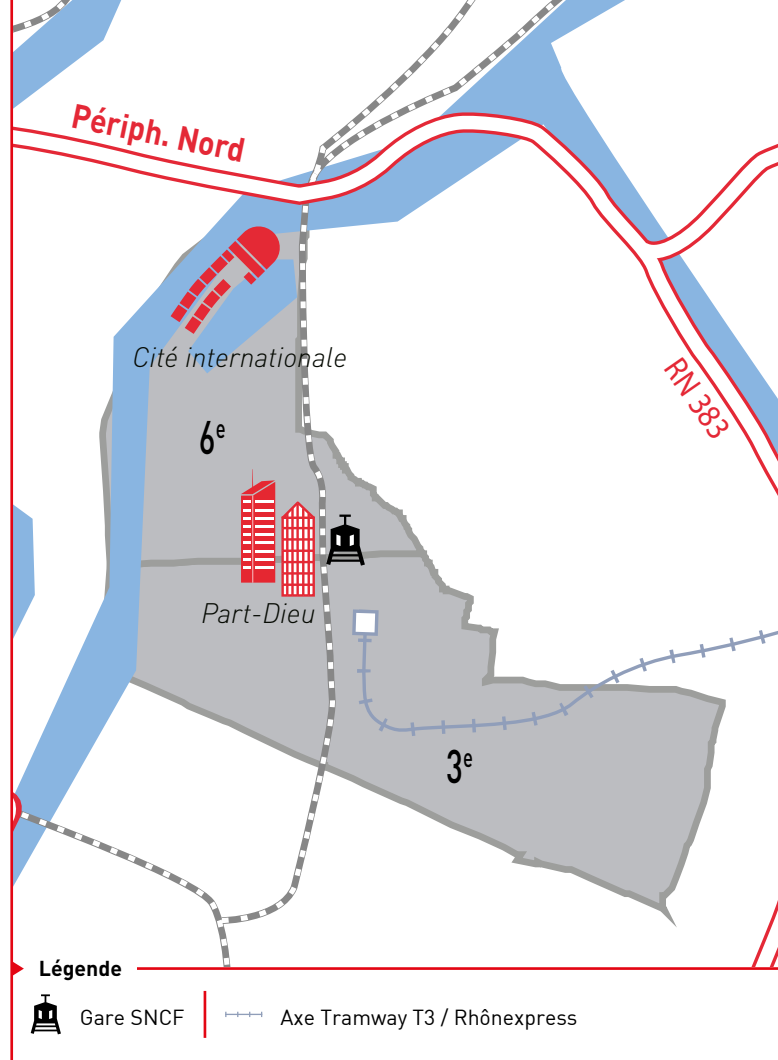 Périph. Nord
Cité internationale
RN 383
6e
Part-Dieu
3e
Légende
Gare SNCF
Axe Tramway T3 / Rhônexpress